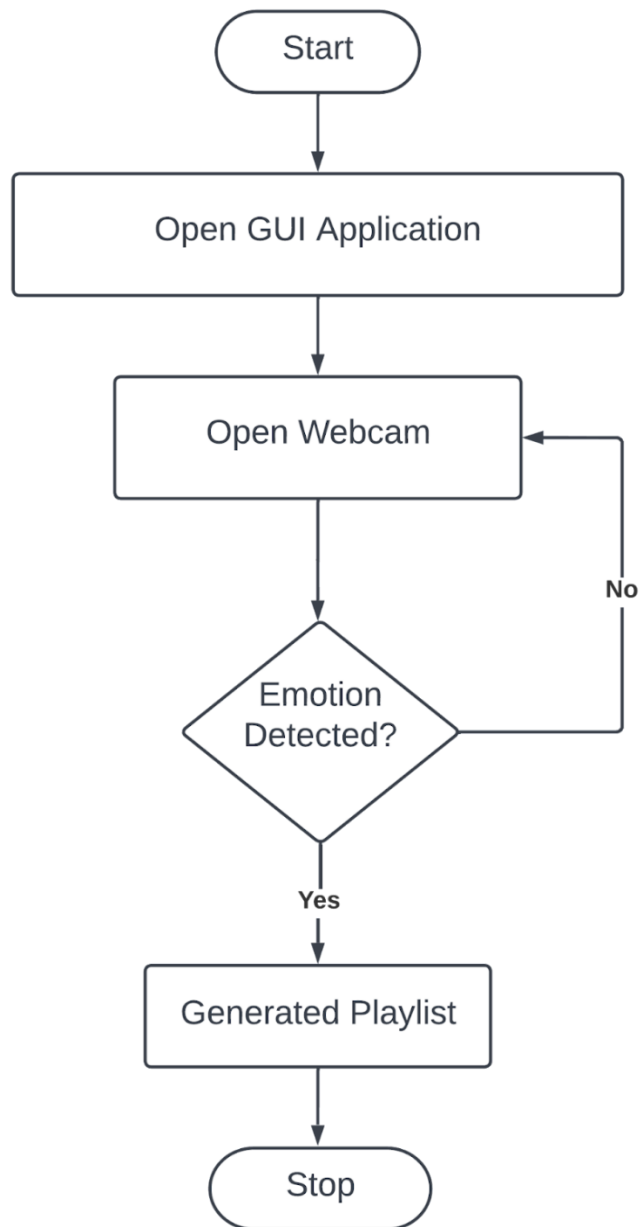 Start
Open GUI Application
Open Webcam
No
Emotion
Detected?
Yes
Generated Playlist
Stop